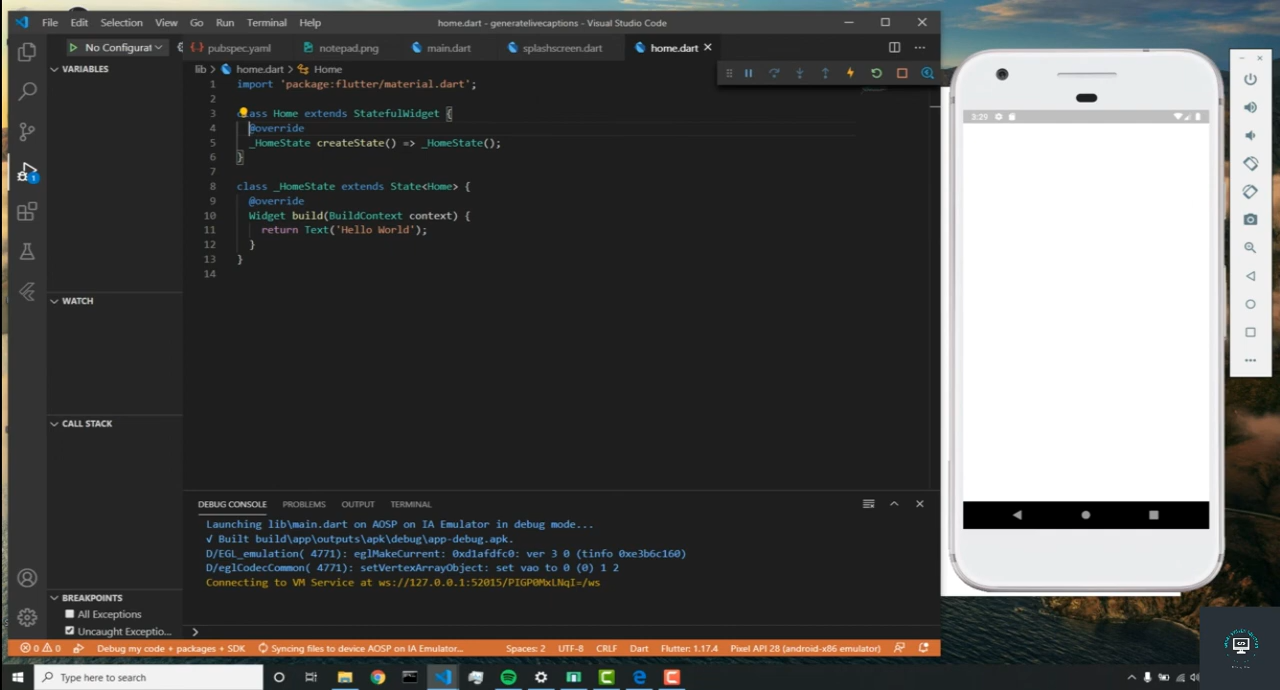 File Edit Selection View Go Run Terminal Help
home.dart - generatelivecaptions - Visual Studio Code
No Configurat
pubspec.yaml
notepad.png
main.dart
splashscreen.dart
home.dart
VARIABLES
lib > home.dart > Home
1 import 'package:flutter/material.dart';
2
3 class Home extends StatefulWidget {
4 @override
5 _HomeState createState() => _HomeState();
6 }
7
8 class _HomeState extends State<Home> {
9 @override
10 Widget build(BuildContext context) {
11 return Text('Hello World');
12 }
13 }
14
WATCH
CALL STACK
BREAKPOINTS
All Exceptions
Uncaught Exceptio...
1
DEBUG CONSOLE PROBLEMS OUTPUT TERMINAL
Launching lib\main.dart on AOSP on IA Emulator in debug mode...
√ Built build\app\outputs\apk\debug\app-debug.apk.
D/EGL_emulation( 4771): eglMakeCurrent: 0xd1afdfc0: ver 3 0 (tinfo 0xe3b6c160)
D/eglCodecCommon( 4771): setVertexArrayObject: set vao to 0 (0) 1 2
Connecting to VM Service at ws://127.0.0.1:52015/PIGP0MxLNqI=/ws
0 0 Debug my code + packages + SDK Syncing files to device AOSP on IA Emulator... Spaces: 2 UTF-8 CRLF Dart Flutter: 1.17.4 Pixel API 28 (android-x86 emulator)
3:29
Type here to search